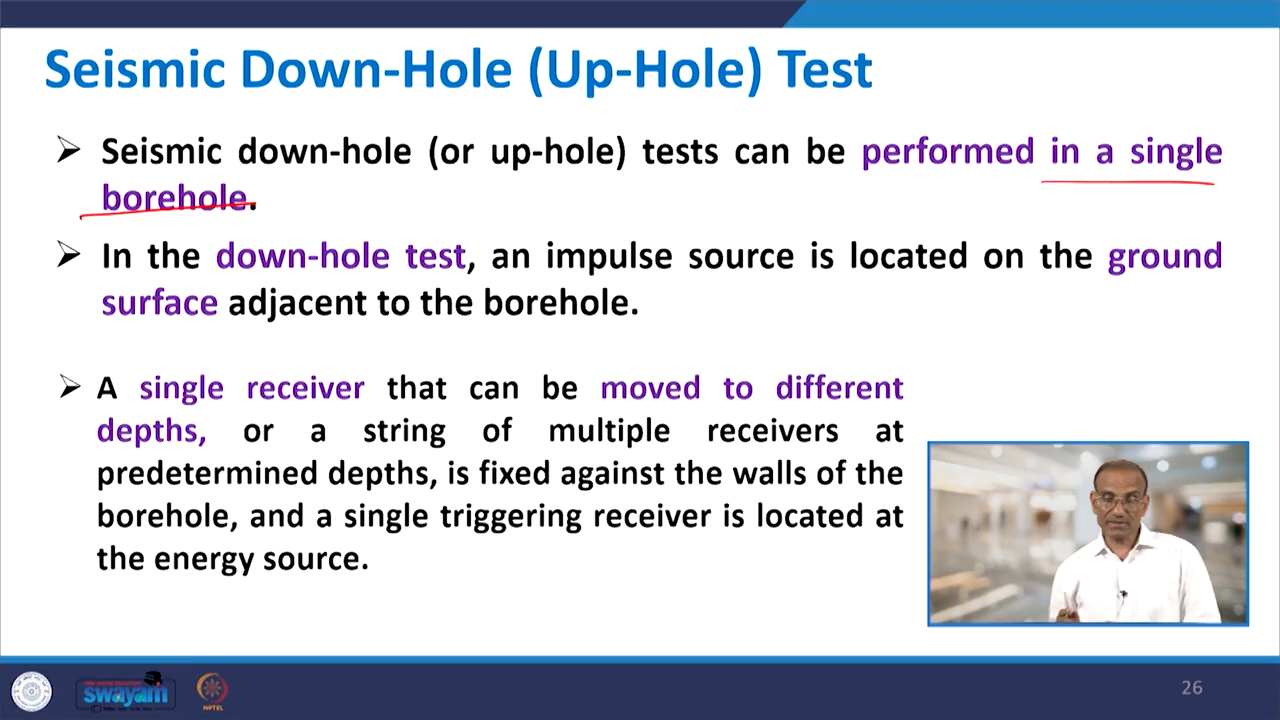 Seismic Down-Hole (Up-Hole) Test
➢ Seismic down-hole (or up-hole) tests can be performed in a single
borehole.
➢ In the down-hole test, an impulse source is located on the ground
surface adjacent to the borehole.
➢ A single receiver that can be moved to different
depths, or a string of multiple receivers at
predetermined depths, is fixed against the walls of the
borehole, and a single triggering receiver is located at
the energy source.
swayam
NPTEL
26